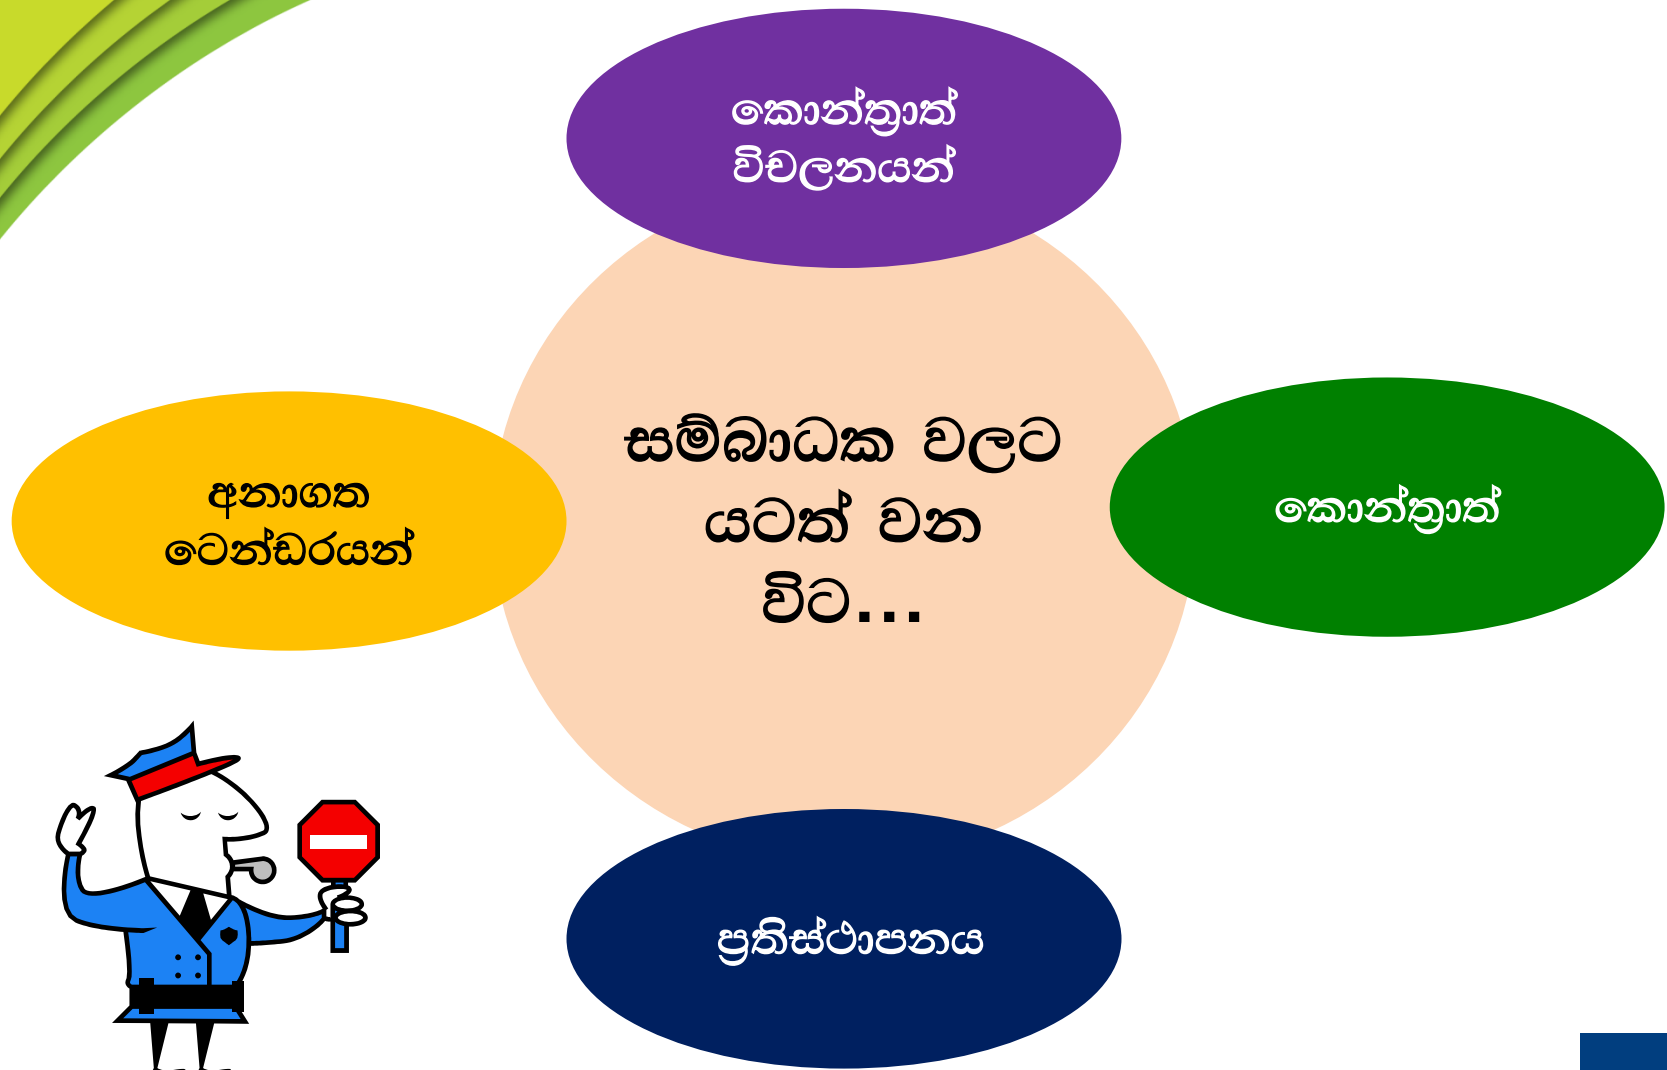 කොන්ත්‍රාත්
විචලනයන්
සම්බාධක වලට
යටත් වන
විට...
අනාගත
ටෙන්ඩරයන්
කොන්ත්‍රාත්
ප්‍රතිස්ථාපනය